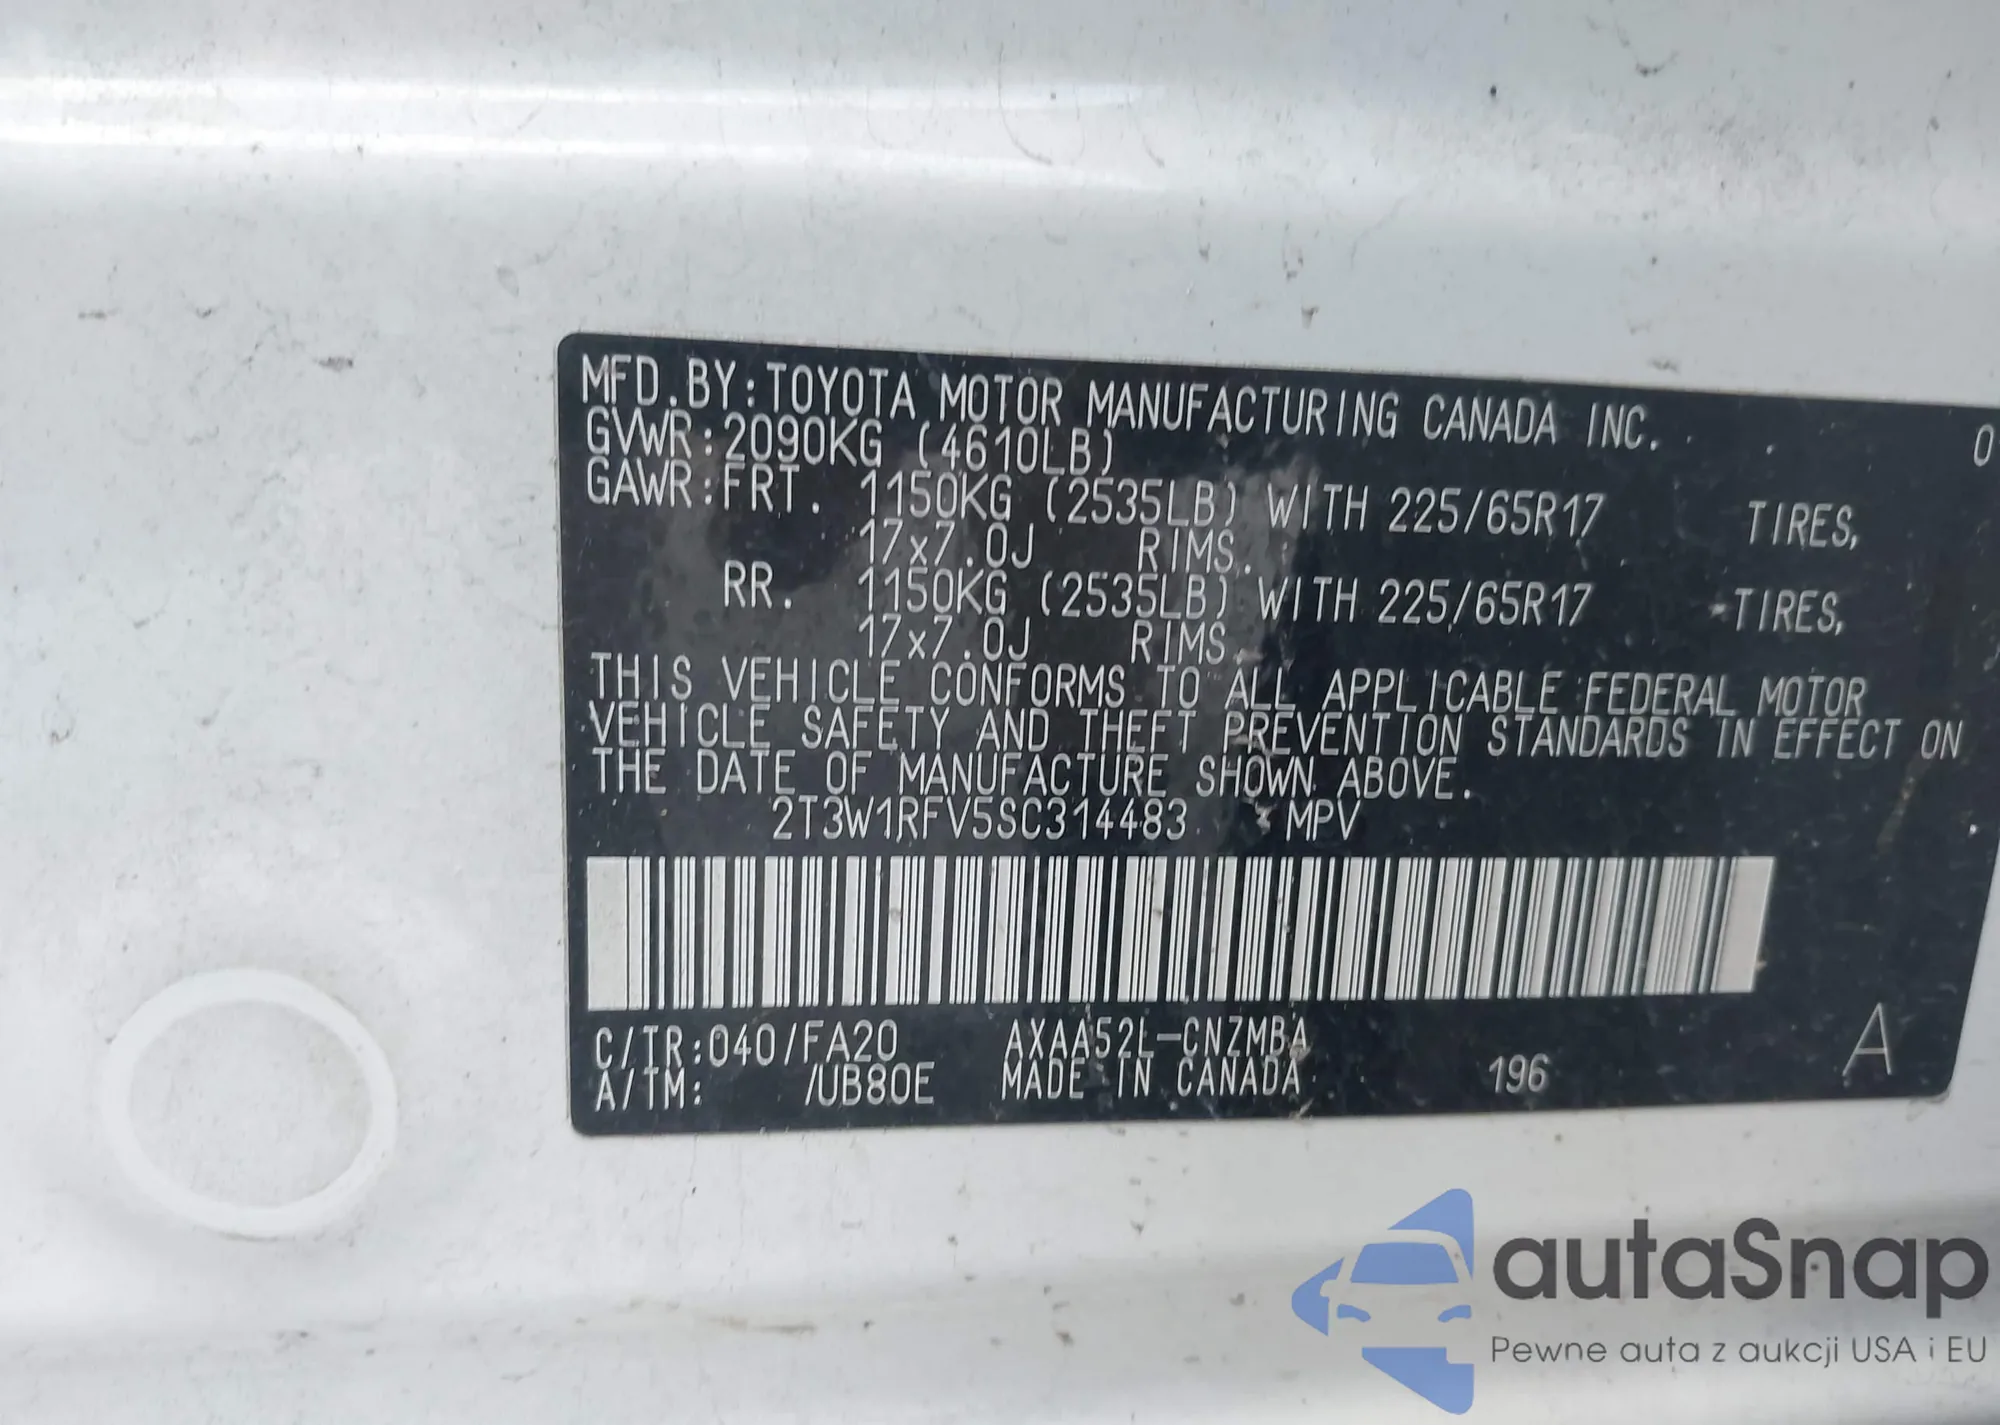 MFD.BY:TOYOTA MOTOR MANUFACTURING CANADA INC. 0
GVWR:2090KG (4610LB)
GAWR:FRT. 1150KG (2535LB) WITH 225/65R17 TIRES,
17x7.0J RIMS.
RR. 1150KG (2535LB) WITH 225/65R17 TIRES,
17x7.0J RIMS.
THIS VEHICLE CONFORMS TO ALL APPLICABLE FEDERAL MOTOR
VEHICLE SAFETY AND THEFT PREVENTION STANDARDS IN EFFECT ON
THE DATE OF MANUFACTURE SHOWN ABOVE.
2T3W1RFV5SC314483 MPV
C/TR:040/FA20 AXAA52L-CNZMBA
A/TM: /UB80E MADE IN CANADA 196 A
autaSnap
Pewne auta z aukcji USA i EU